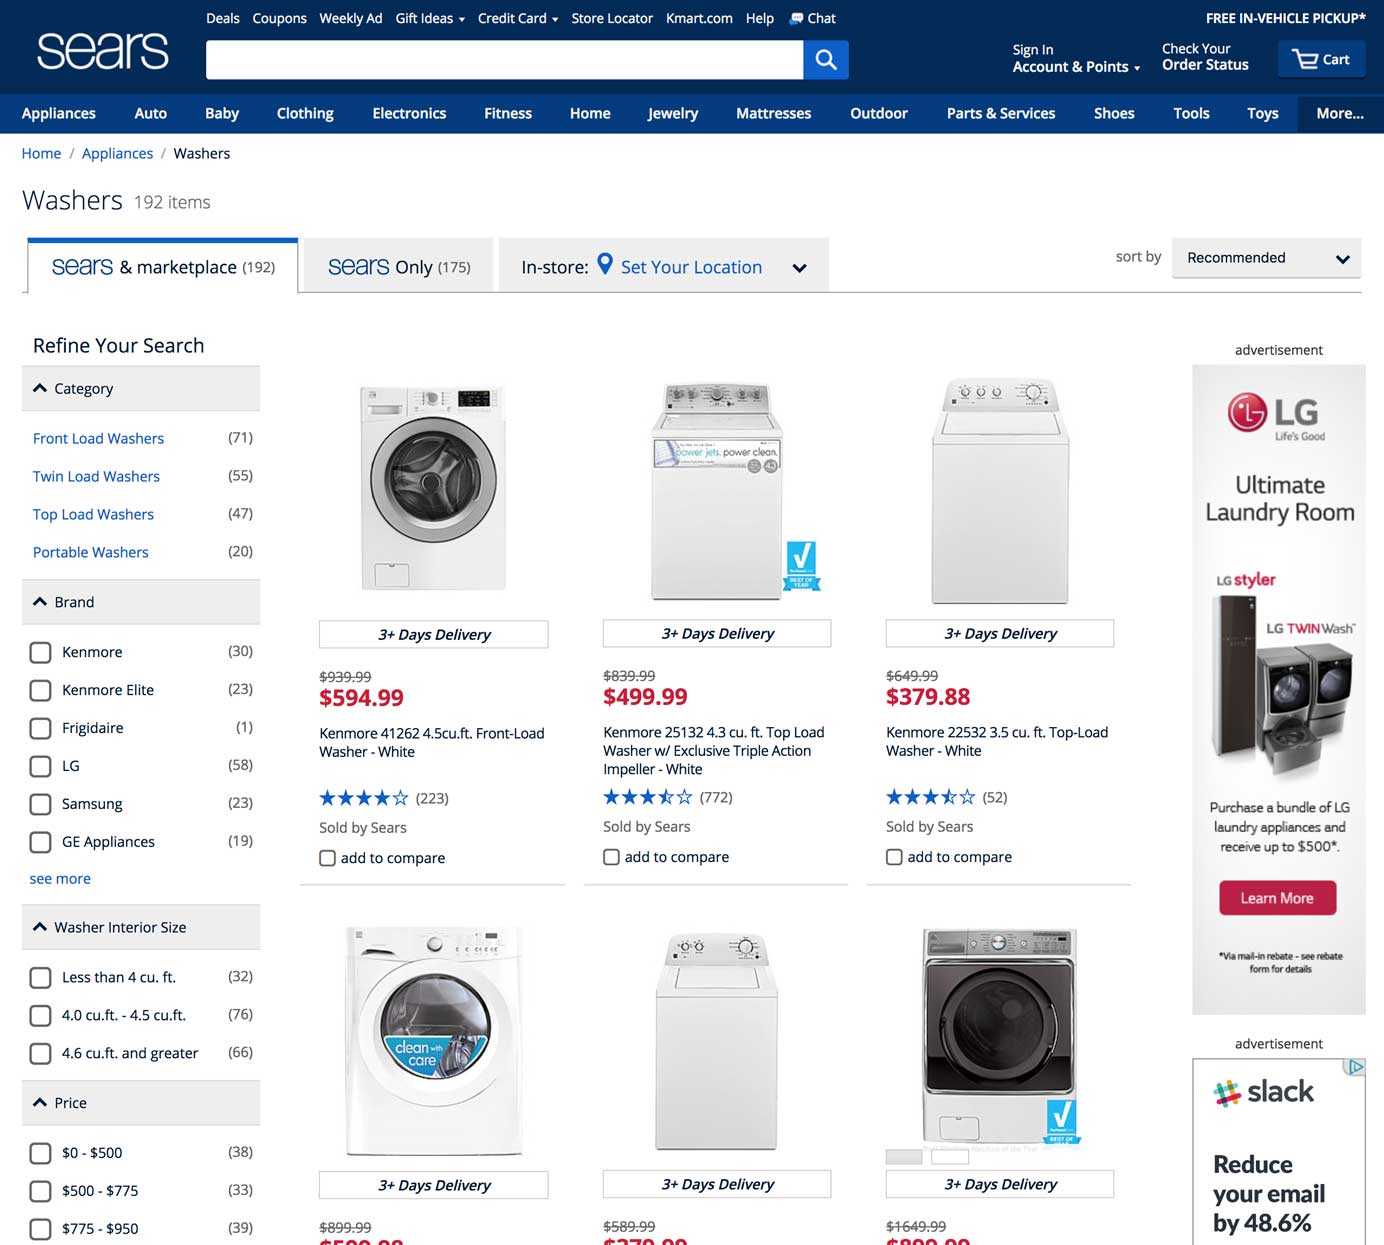 Deals Coupons Weekly Ad Gift Ideas Credit Card Store Locator Kmart.com Help Chat
FREE IN-VEHICLE PICKUP*
sears
Sign In
Account & Points
Check Your
Order Status
Cart
Appliances Auto Baby Clothing Electronics Fitness Home Jewelry Mattresses Outdoor Parts & Services Shoes Tools Toys More...
Home / Appliances / Washers
Washers 192 items
sears & marketplace (192)
sears Only (175)
In-store: Set Your Location
sort by Recommended
Refine Your Search
Category
Front Load Washers (71)
Twin Load Washers (55)
Top Load Washers (47)
Portable Washers (20)
Brand
Kenmore (30)
Kenmore Elite (23)
Frigidaire (1)
LG (58)
Samsung (23)
GE Appliances (19)
see more
Washer Interior Size
Less than 4 cu. ft. (32)
4.0 cu.ft. - 4.5 cu.ft. (76)
4.6 cu.ft. and greater (66)
Price
$0 - $500 (38)
$500 - $775 (33)
$775 - $950 (39)
3+ Days Delivery
$939.99
$594.99
Kenmore 41262 4.5cu.ft. Front-Load
Washer - White
(223)
Sold by Sears
add to compare
power jets. power clean.
BEST OF
YEAR
3+ Days Delivery
$839.99
$499.99
Kenmore 25132 4.3 cu. ft. Top Load
Washer w/ Exclusive Triple Action
Impeller - White
(772)
Sold by Sears
add to compare
3+ Days Delivery
$649.99
$379.88
Kenmore 22532 3.5 cu. ft. Top-Load
Washer - White
(52)
Sold by Sears
add to compare
clean with
care
3+ Days Delivery
$899.99
3+ Days Delivery
$589.99
BEST OF
3+ Days Delivery
$1649.99
advertisement
LG
Life's Good
Ultimate
Laundry Room
LG styler
LG TWINWash™
Purchase a bundle of LG
laundry appliances and
receive up to $500*.
Learn More
*Via mail-in rebate - see rebate
form for details
advertisement
slack
Reduce
your email
by 48.6%